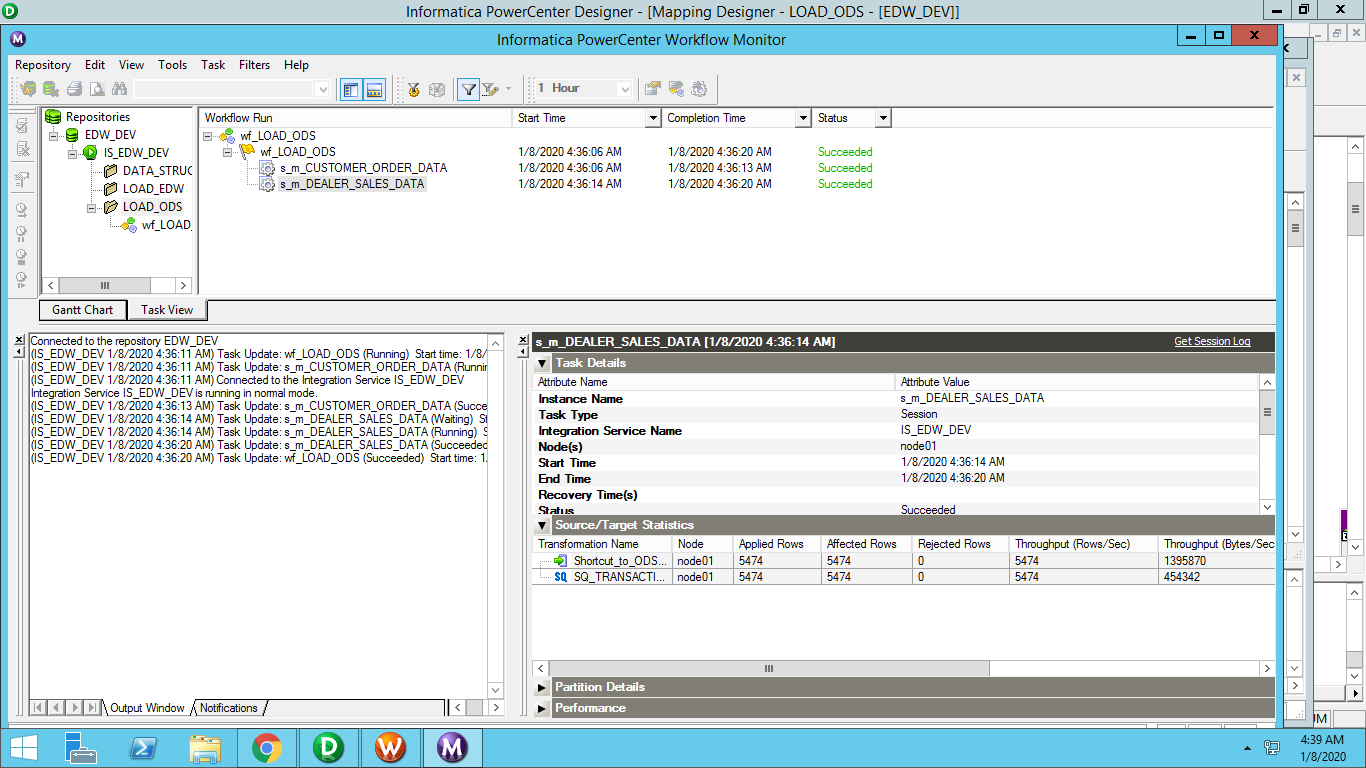 Informatica PowerCenter Designer - [Mapping Designer - LOAD_ODS - [EDW_DEV]]
Informatica PowerCenter Workflow Monitor
Repository Edit View Tools Task Filters Help
1 Hour
Repositories
EDW_DEV
IS_EDW_DEV
DATA_STRUC
LOAD_EDW
LOAD_ODS
wf_LOAD_
Workflow Run Start Time Completion Time Status
wf_LOAD_ODS
wf_LOAD_ODS 1/8/2020 4:36:06 AM 1/8/2020 4:36:20 AM Succeeded
s_m_CUSTOMER_ORDER_DATA 1/8/2020 4:36:06 AM 1/8/2020 4:36:13 AM Succeeded
s_m_DEALER_SALES_DATA 1/8/2020 4:36:14 AM 1/8/2020 4:36:20 AM Succeeded
Gantt Chart Task View
Connected to the repository EDW_DEV
(IS_EDW_DEV 1/8/2020 4:36:11 AM) Task Update: wf_LOAD_ODS (Running) Start time: 1/8/
(IS_EDW_DEV 1/8/2020 4:36:11 AM) Task Update: s_m_CUSTOMER_ORDER_DATA (Runnin
(IS_EDW_DEV 1/8/2020 4:36:11 AM) Connected to the Integration Service IS_EDW_DEV
Integration Service IS_EDW_DEV is running in normal mode.
(IS_EDW_DEV 1/8/2020 4:36:13 AM) Task Update: s_m_CUSTOMER_ORDER_DATA (Succe
(IS_EDW_DEV 1/8/2020 4:36:14 AM) Task Update: s_m_DEALER_SALES_DATA (Waiting) St
(IS_EDW_DEV 1/8/2020 4:36:14 AM) Task Update: s_m_DEALER_SALES_DATA (Running) S
(IS_EDW_DEV 1/8/2020 4:36:20 AM) Task Update: s_m_DEALER_SALES_DATA (Succeeded
(IS_EDW_DEV 1/8/2020 4:36:20 AM) Task Update: wf_LOAD_ODS (Succeeded) Start time: 1.
Output Window Notifications
s_m_DEALER_SALES_DATA [1/8/2020 4:36:14 AM] Get Session Log
Task Details
Attribute Name Attribute Value
Instance Name s_m_DEALER_SALES_DATA
Task Type Session
Integration Service Name IS_EDW_DEV
Node(s) node01
Start Time 1/8/2020 4:36:14 AM
End Time 1/8/2020 4:36:20 AM
Recovery Time(s)
Status Succeeded
Source/Target Statistics
Transformation Name Node Applied Rows Affected Rows Rejected Rows Throughput (Rows/Sec) Throughput (Bytes/Sec
Shortcut_to_ODS... node01 5474 5474 0 5474 1395870
SQ SQ_TRANSACTI... node01 5474 5474 0 5474 454342
Partition Details
Performance
UM
4:39 AM
1/8/2020